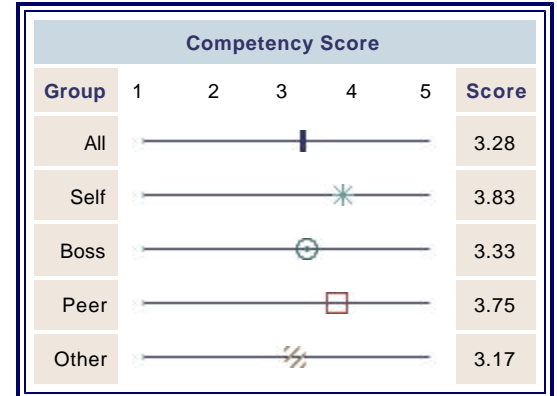 Competency Score
Group 1 2 3 4 5 Score
All 3.28
Self 3.83
Boss 3.33
Peer 3.75
Other 3.17